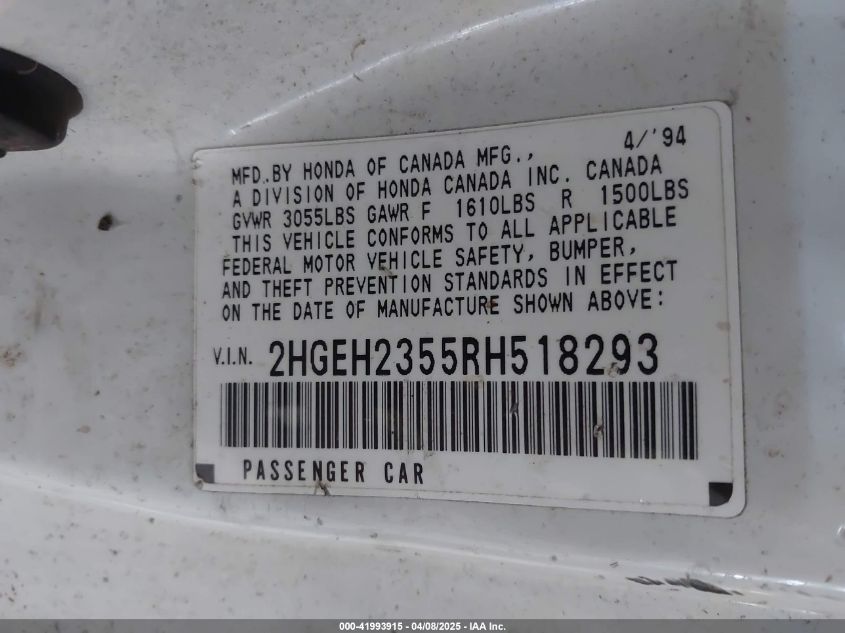 4/'94
MFD.BY HONDA OF CANADA MFG.,
A DIVISION OF HONDA CANADA INC. CANADA
GVWR 3055LBS GAWR F 1610LBS R 1500LBS
THIS VEHICLE CONFORMS TO ALL APPLICABLE
FEDERAL MOTOR VEHICLE SAFETY, BUMPER,
AND THEFT PREVENTION STANDARDS IN EFFECT
ON THE DATE OF MANUFACTURE SHOWN ABOVE:
V.I.N. 2HGEH2355RH518293
PASSENGER CAR
000-41993915 - 04/08/2025 - IAA Inc.